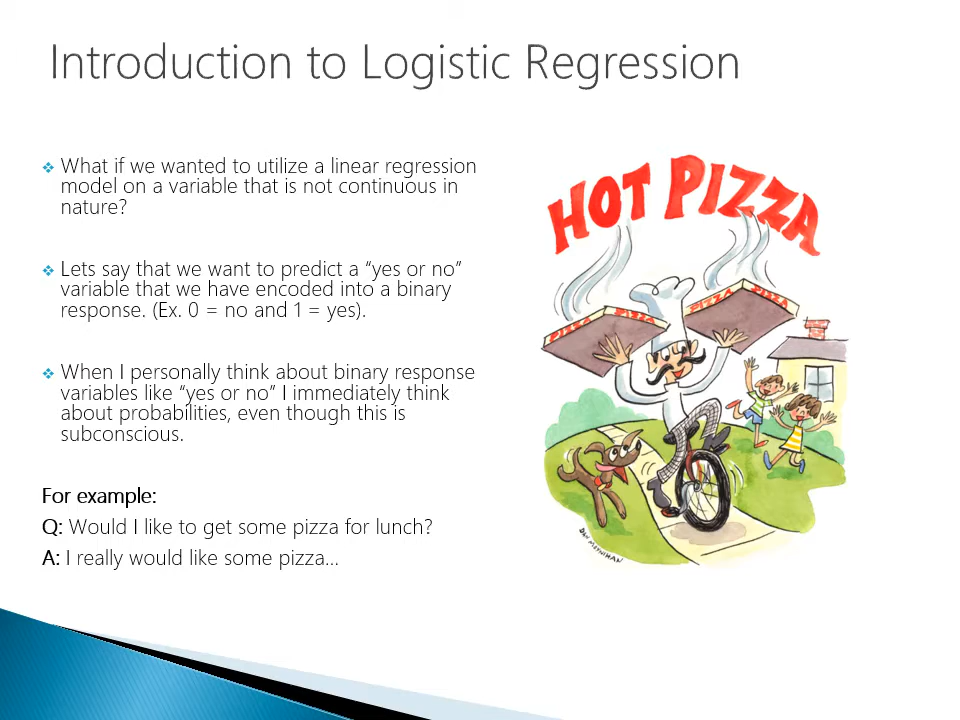 Introduction to Logistic Regression
What if we wanted to utilize a linear regression
model on a variable that is not continuous in
nature?
Lets say that we want to predict a “yes or no”
variable that we have encoded into a binary
response. (Ex. 0 = no and 1 = yes).
When I personally think about binary response
variables like “yes or no” I immediately think
about probabilities, even though this is
subconscious.
For example:
Q: Would I like to get some pizza for lunch?
A: I really would like some pizza…
HOT PIZZA
PIZZA PIZZA
PIZZA PIZZA
DAN MOYNIHAN